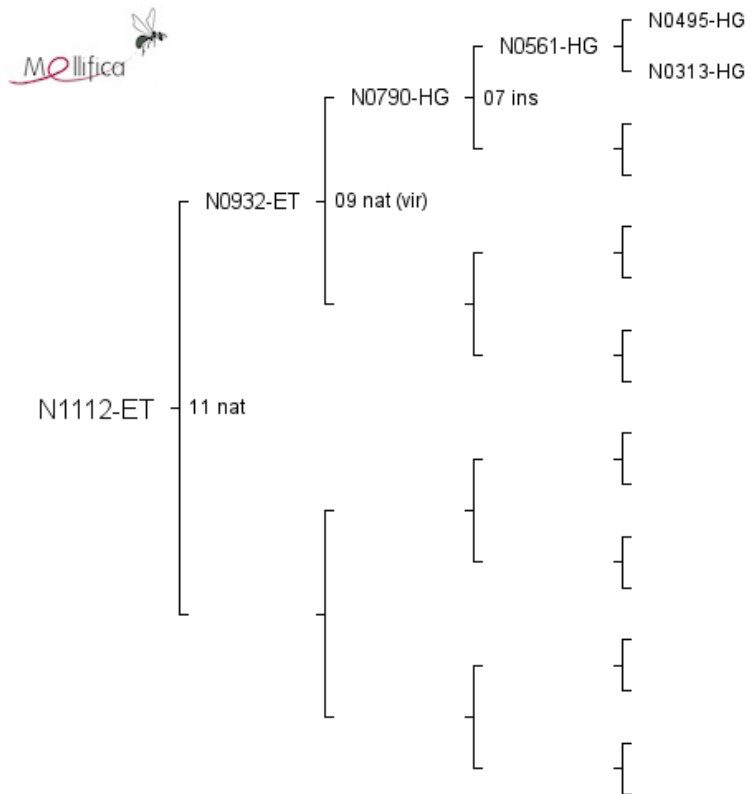 Mellifica
N0495-HG
N0561-HG
N0313-HG
N0790-HG
07 ins
N0932-ET
09 nat (vir)
N1112-ET
11 nat